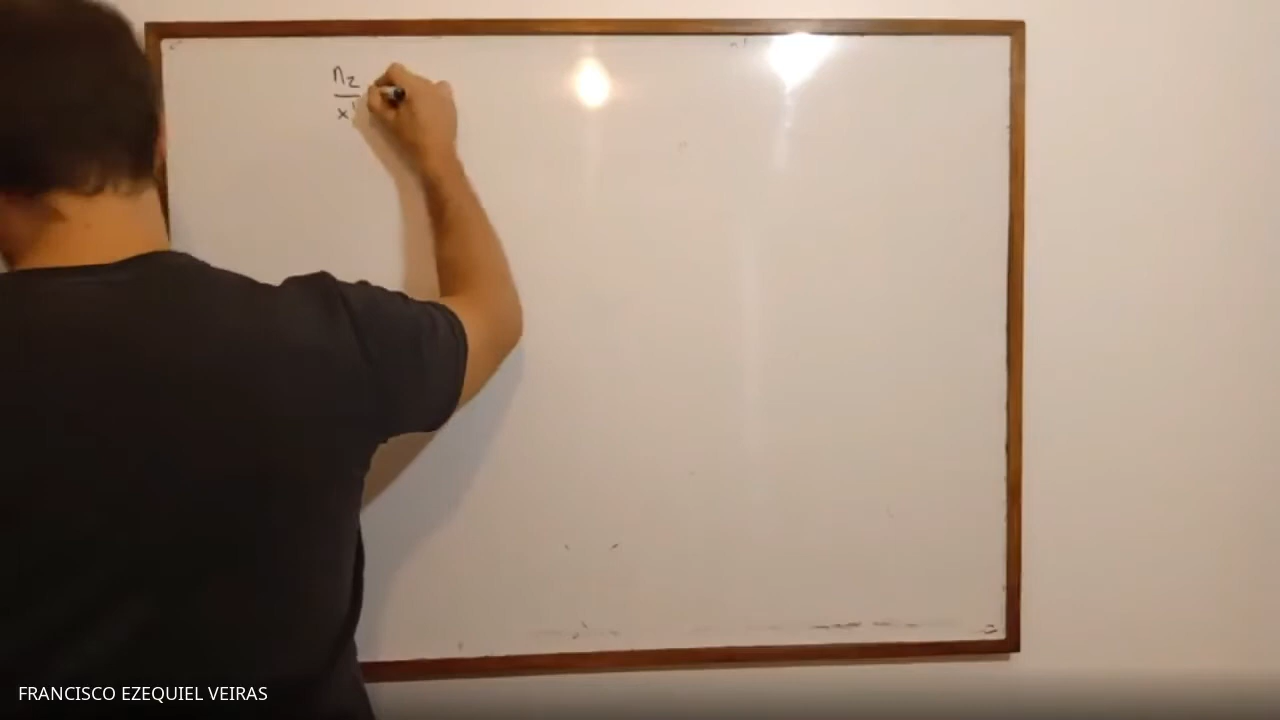 n₂
x'
FRANCISCO EZEQUIEL VEIRAS